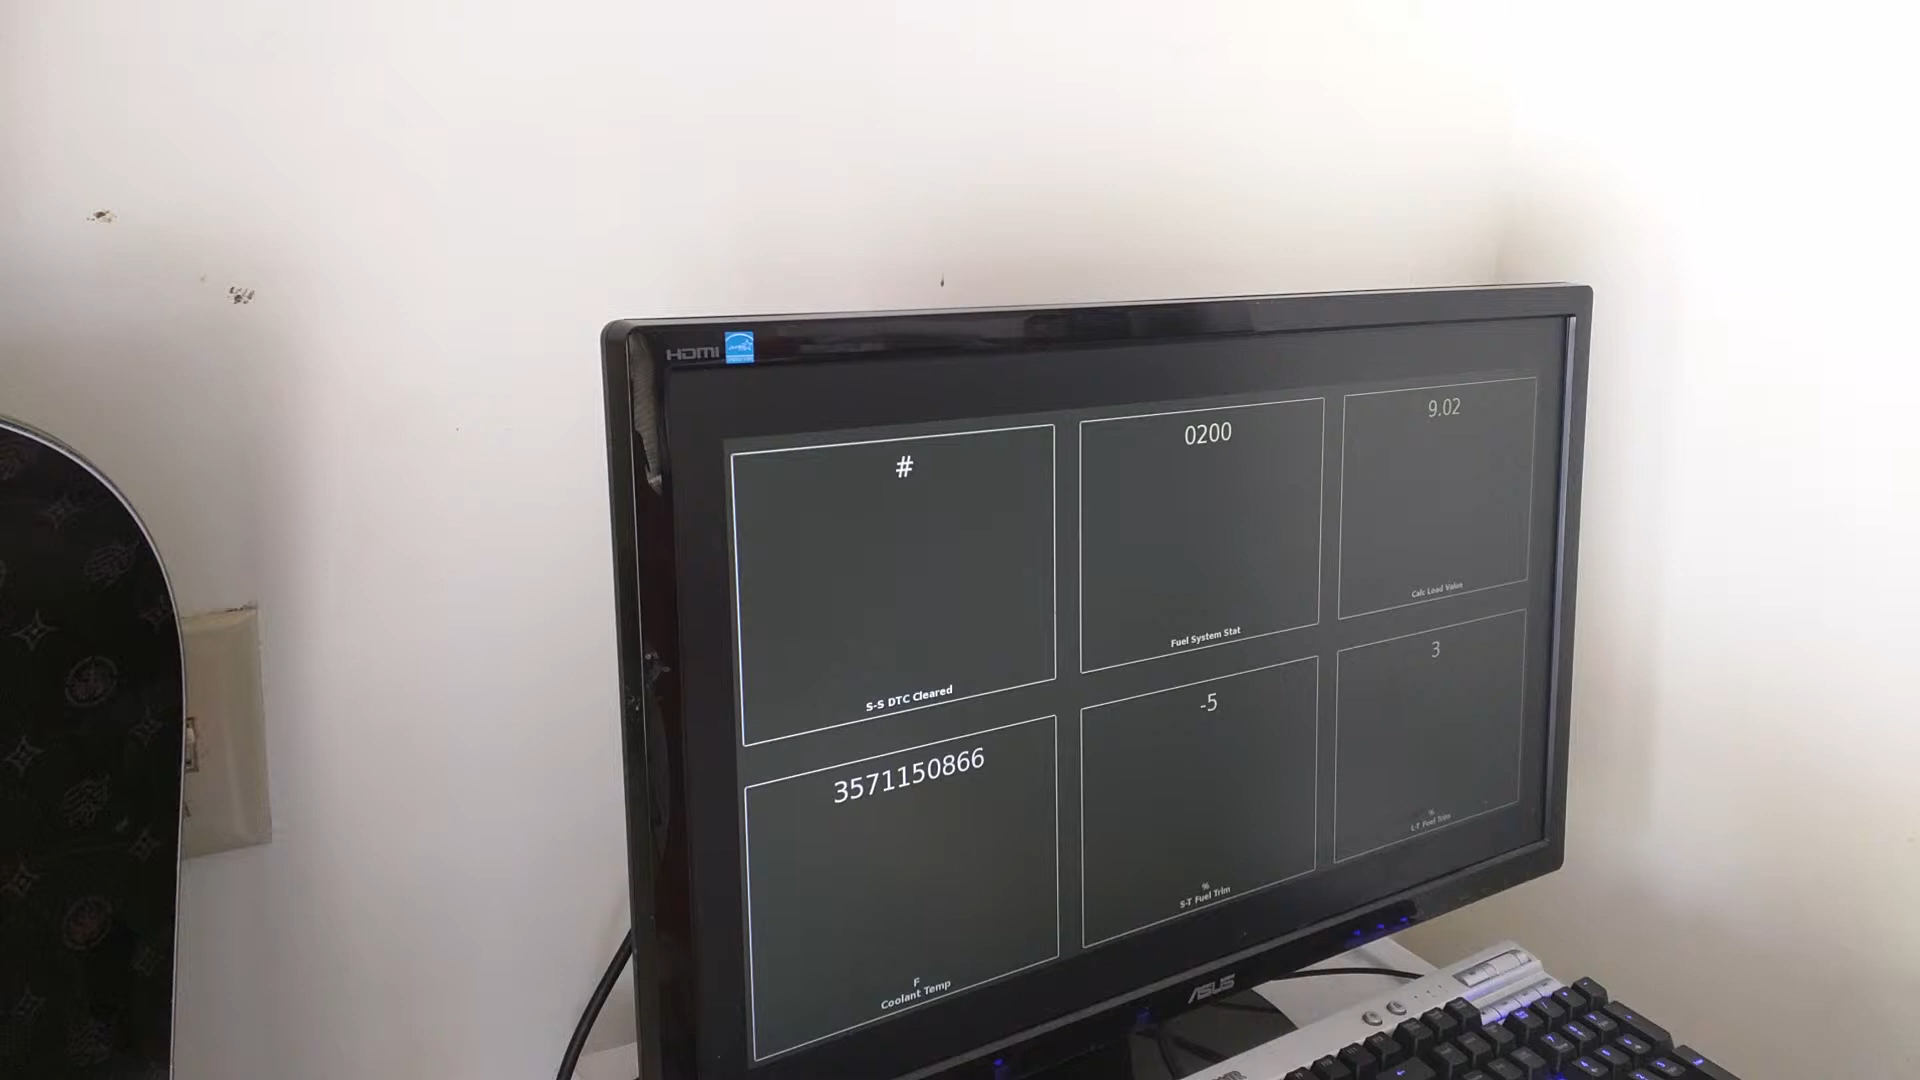 HDMI
#
S-S DTC Cleared
0200
Fuel System Stat
9.02
Calc Load Value
3571150866
F
Coolant Temp
-5
%
S-T Fuel Trim
3
%
L-T Fuel Trim
ASUS